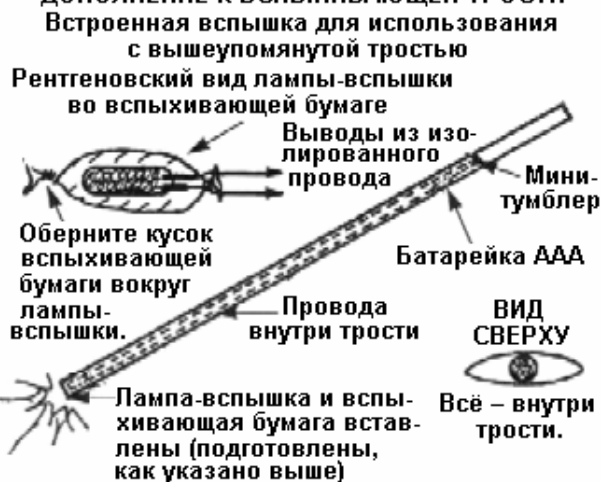 Встроенная вспышка для использования
с вышеупомянутой тростью
Рентгеновский вид лампы-вспышки
во вспыхивающей бумаге
Выводы из изо-
лированного
провода
Мини-
тумблер
Батарейка ААА
Оберните кусок
вспыхивающей
бумаги вокруг
лампы-
вспышки.
Провода
внутри трости
ВИД
СВЕРХУ
Всё – внутри
трости.
Лампа-вспышка и вспы-
хивающая бумага встав-
лены (подготовлены,
как указано выше)